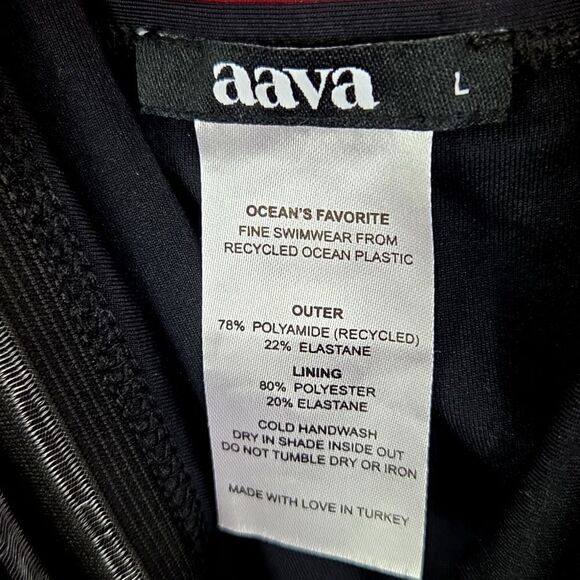 aava L
OCEAN'S FAVORITE
FINE SWIMWEAR FROM
RECYCLED OCEAN PLASTIC
OUTER
78% POLYAMIDE (RECYCLED)
22% ELASTANE
LINING
80% POLYESTER
20% ELASTANE
COLD HANDWASH
DRY IN SHADE INSIDE OUT
DO NOT TUMBLE DRY OR IRON
MADE WITH LOVE IN TURKEY